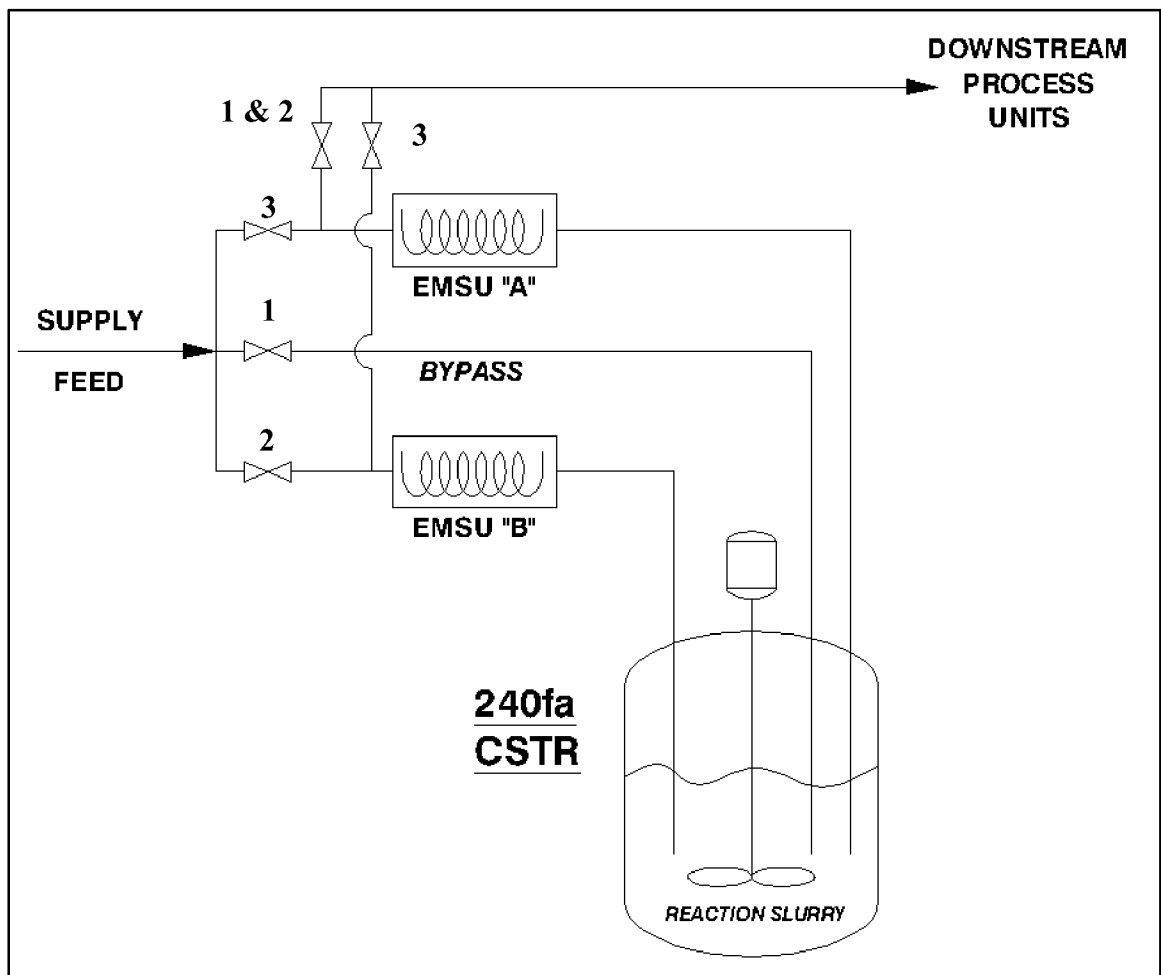 DOWNSTREAM
PROCESS
UNITS
1 & 2
3
3
EMSU "A"
SUPPLY
FEED
1
BYPASS
2
EMSU "B"
240fa
CSTR
REACTION SLURRY